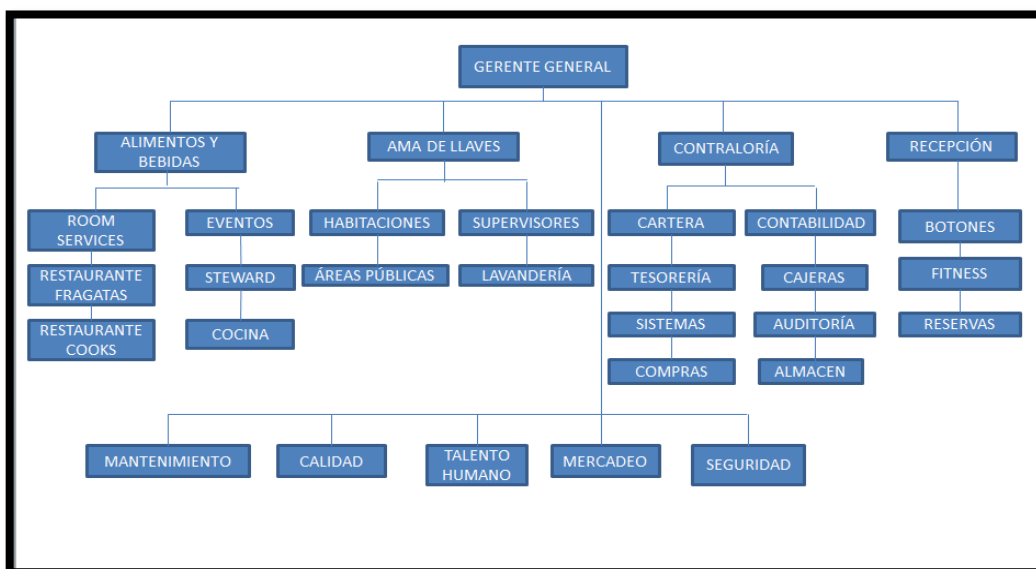 GERENTE GENERAL
ALIMENTOS Y
BEBIDAS
AMA DE LLAVES
CONTRALORÍA
RECEPCIÓN
ROOM
SERVICES
EVENTOS
HABITACIONES
SUPERVISORES
CARTERA
CONTABILIDAD
BOTONES
RESTAURANTE
FRAGATAS
STEWARD
ÁREAS PÚBLICAS
LAVANDERÍA
TESORERÍA
CAJERAS
FITNESS
RESTAURANTE
COOKS
COCINA
SISTEMAS
AUDITORÍA
RESERVAS
COMPRAS
ALMACEN
MANTENIMIENTO
CALIDAD
TALENTO
HUMANO
MERCADEO
SEGURIDAD